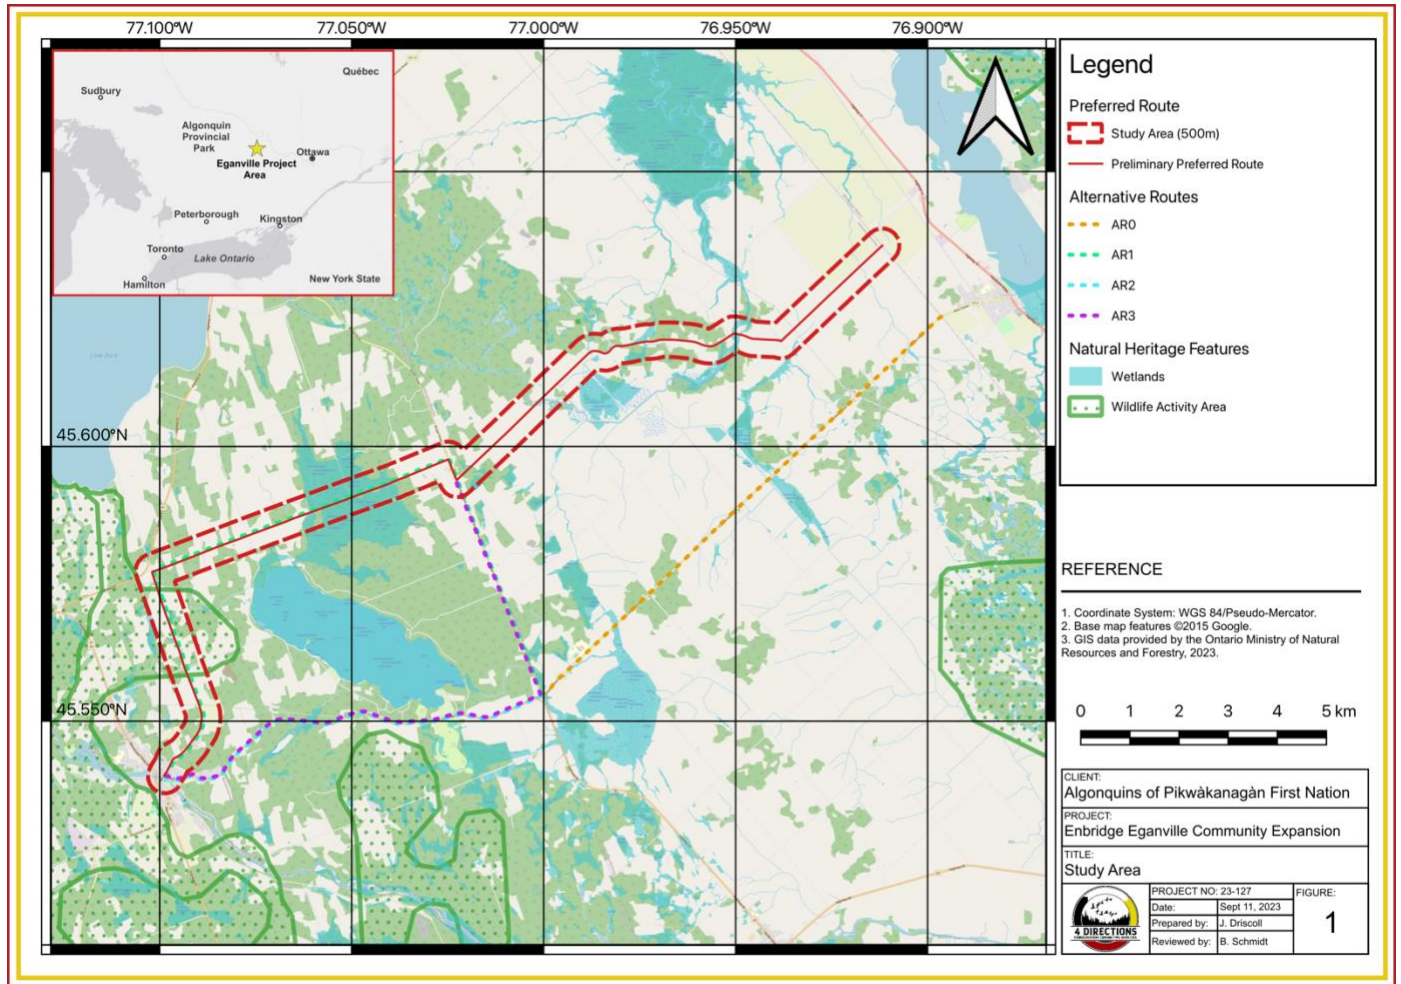 77.100°W
77.050°W
77.000°W
76.950°W
76.900°W
45.600°N
45.550°N
Québec
Sudbury
Algonquin
Provincial
Park
Ottawa
Eganville Project
Area
Peterborough
Kingston
Toronto
Lake Ontario
Hamilton
New York State
Legend
Preferred Route
Study Area (500m)
Preliminary Preferred Route
Alternative Routes
AR0
AR1
AR2
AR3
Natural Heritage Features
Wetlands
Wildlife Activity Area
REFERENCE
1. Coordinate System: WGS 84/Pseudo-Mercator.
2. Base map features ©2015 Google.
3. GIS data provided by the Ontario Ministry of Natural
Resources and Forestry, 2023.
0 1 2 3 4 5 km
CLIENT:
Algonquins of Pikwàkanagàn First Nation
PROJECT:
Enbridge Eganville Community Expansion
TITLE:
Study Area
4 DIRECTIONS
PROJECT NO: 23-127
Date: Sept 11, 2023
Prepared by: J. Driscoll
Reviewed by: B. Schmidt
FIGURE:
1